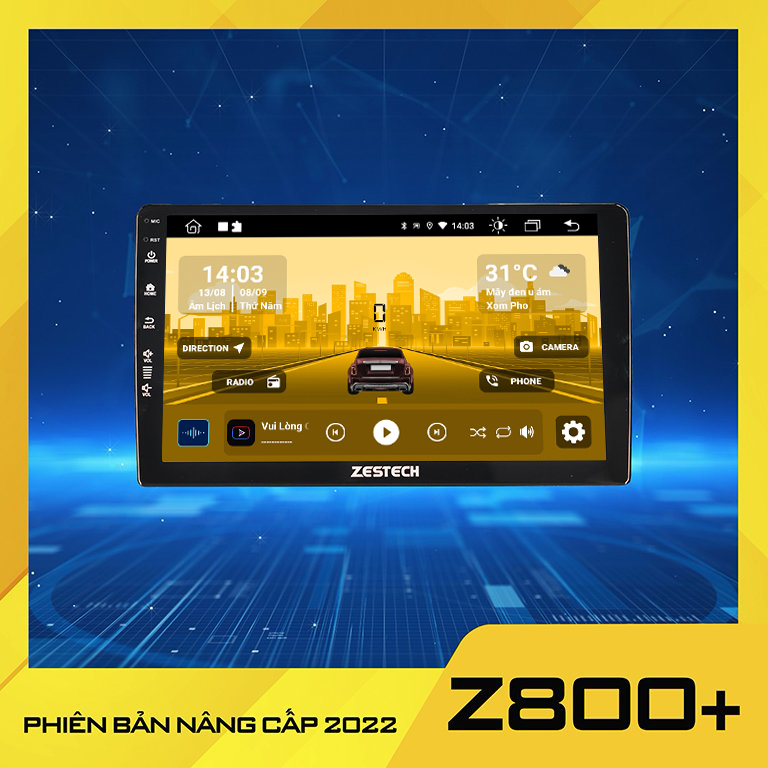 MIC
RST
POWER
HOME
BACK
VOL
VOL
14:03
14:03
13/08 08/09
Âm Lịch Thứ Năm
31°C
Mây đen u ám
Xom Pho
0
KM/H
DIRECTION
CAMERA
RADIO
PHONE
Vui Lòng
ZESTECH
Z800+
PHIÊN BẢN NÂNG CẤP 2022